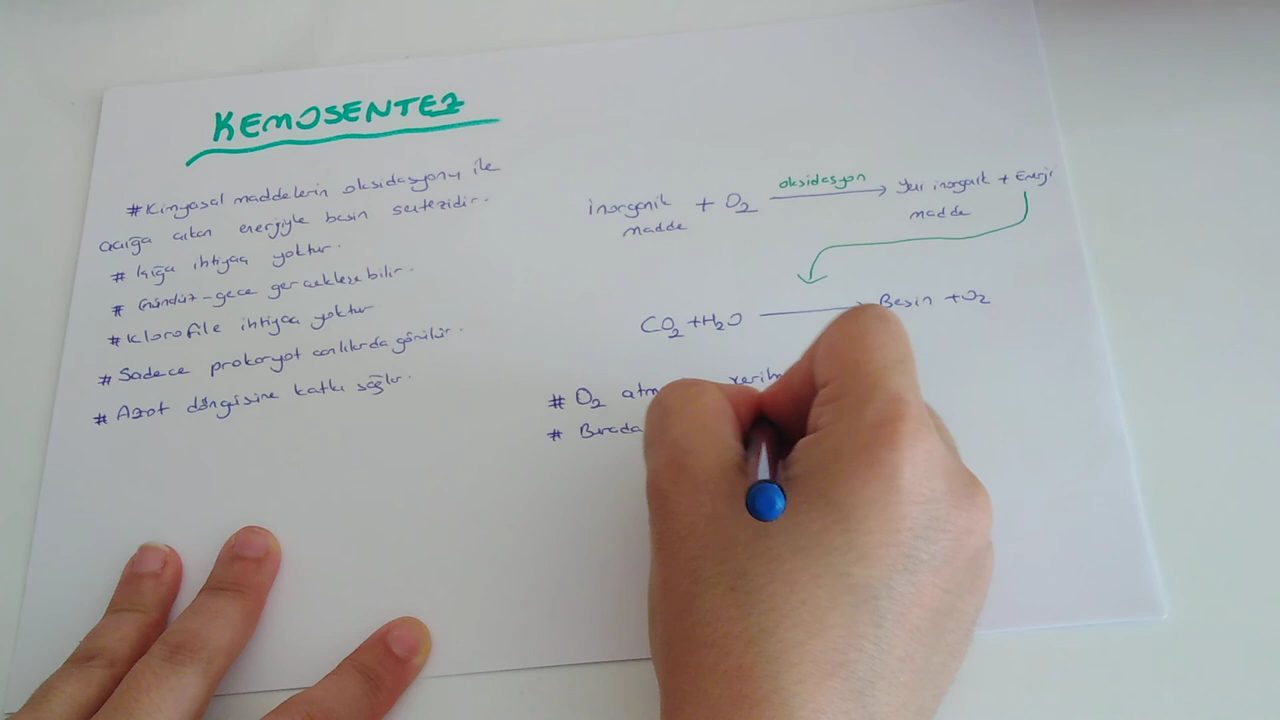 KEMOSENTEZ
#Kimyasal maddelerin oksidasyonu ile
açığa çıkan enerjiyle besin sentezidir.
# Işığa ihtiyaç yoktur.
# Gündüz-gece gerçekleşebilir.
#Klorofile ihtiyaç yoktur
# Sadece prokaryot canlılarda görülür.
# Azot döngüsüne katkı sağlar.
inorganik + O2 oksidasyon Yeni inorganik + Enerji
madde madde
CO2 +H2O Besin +O2
# O2 atm
#